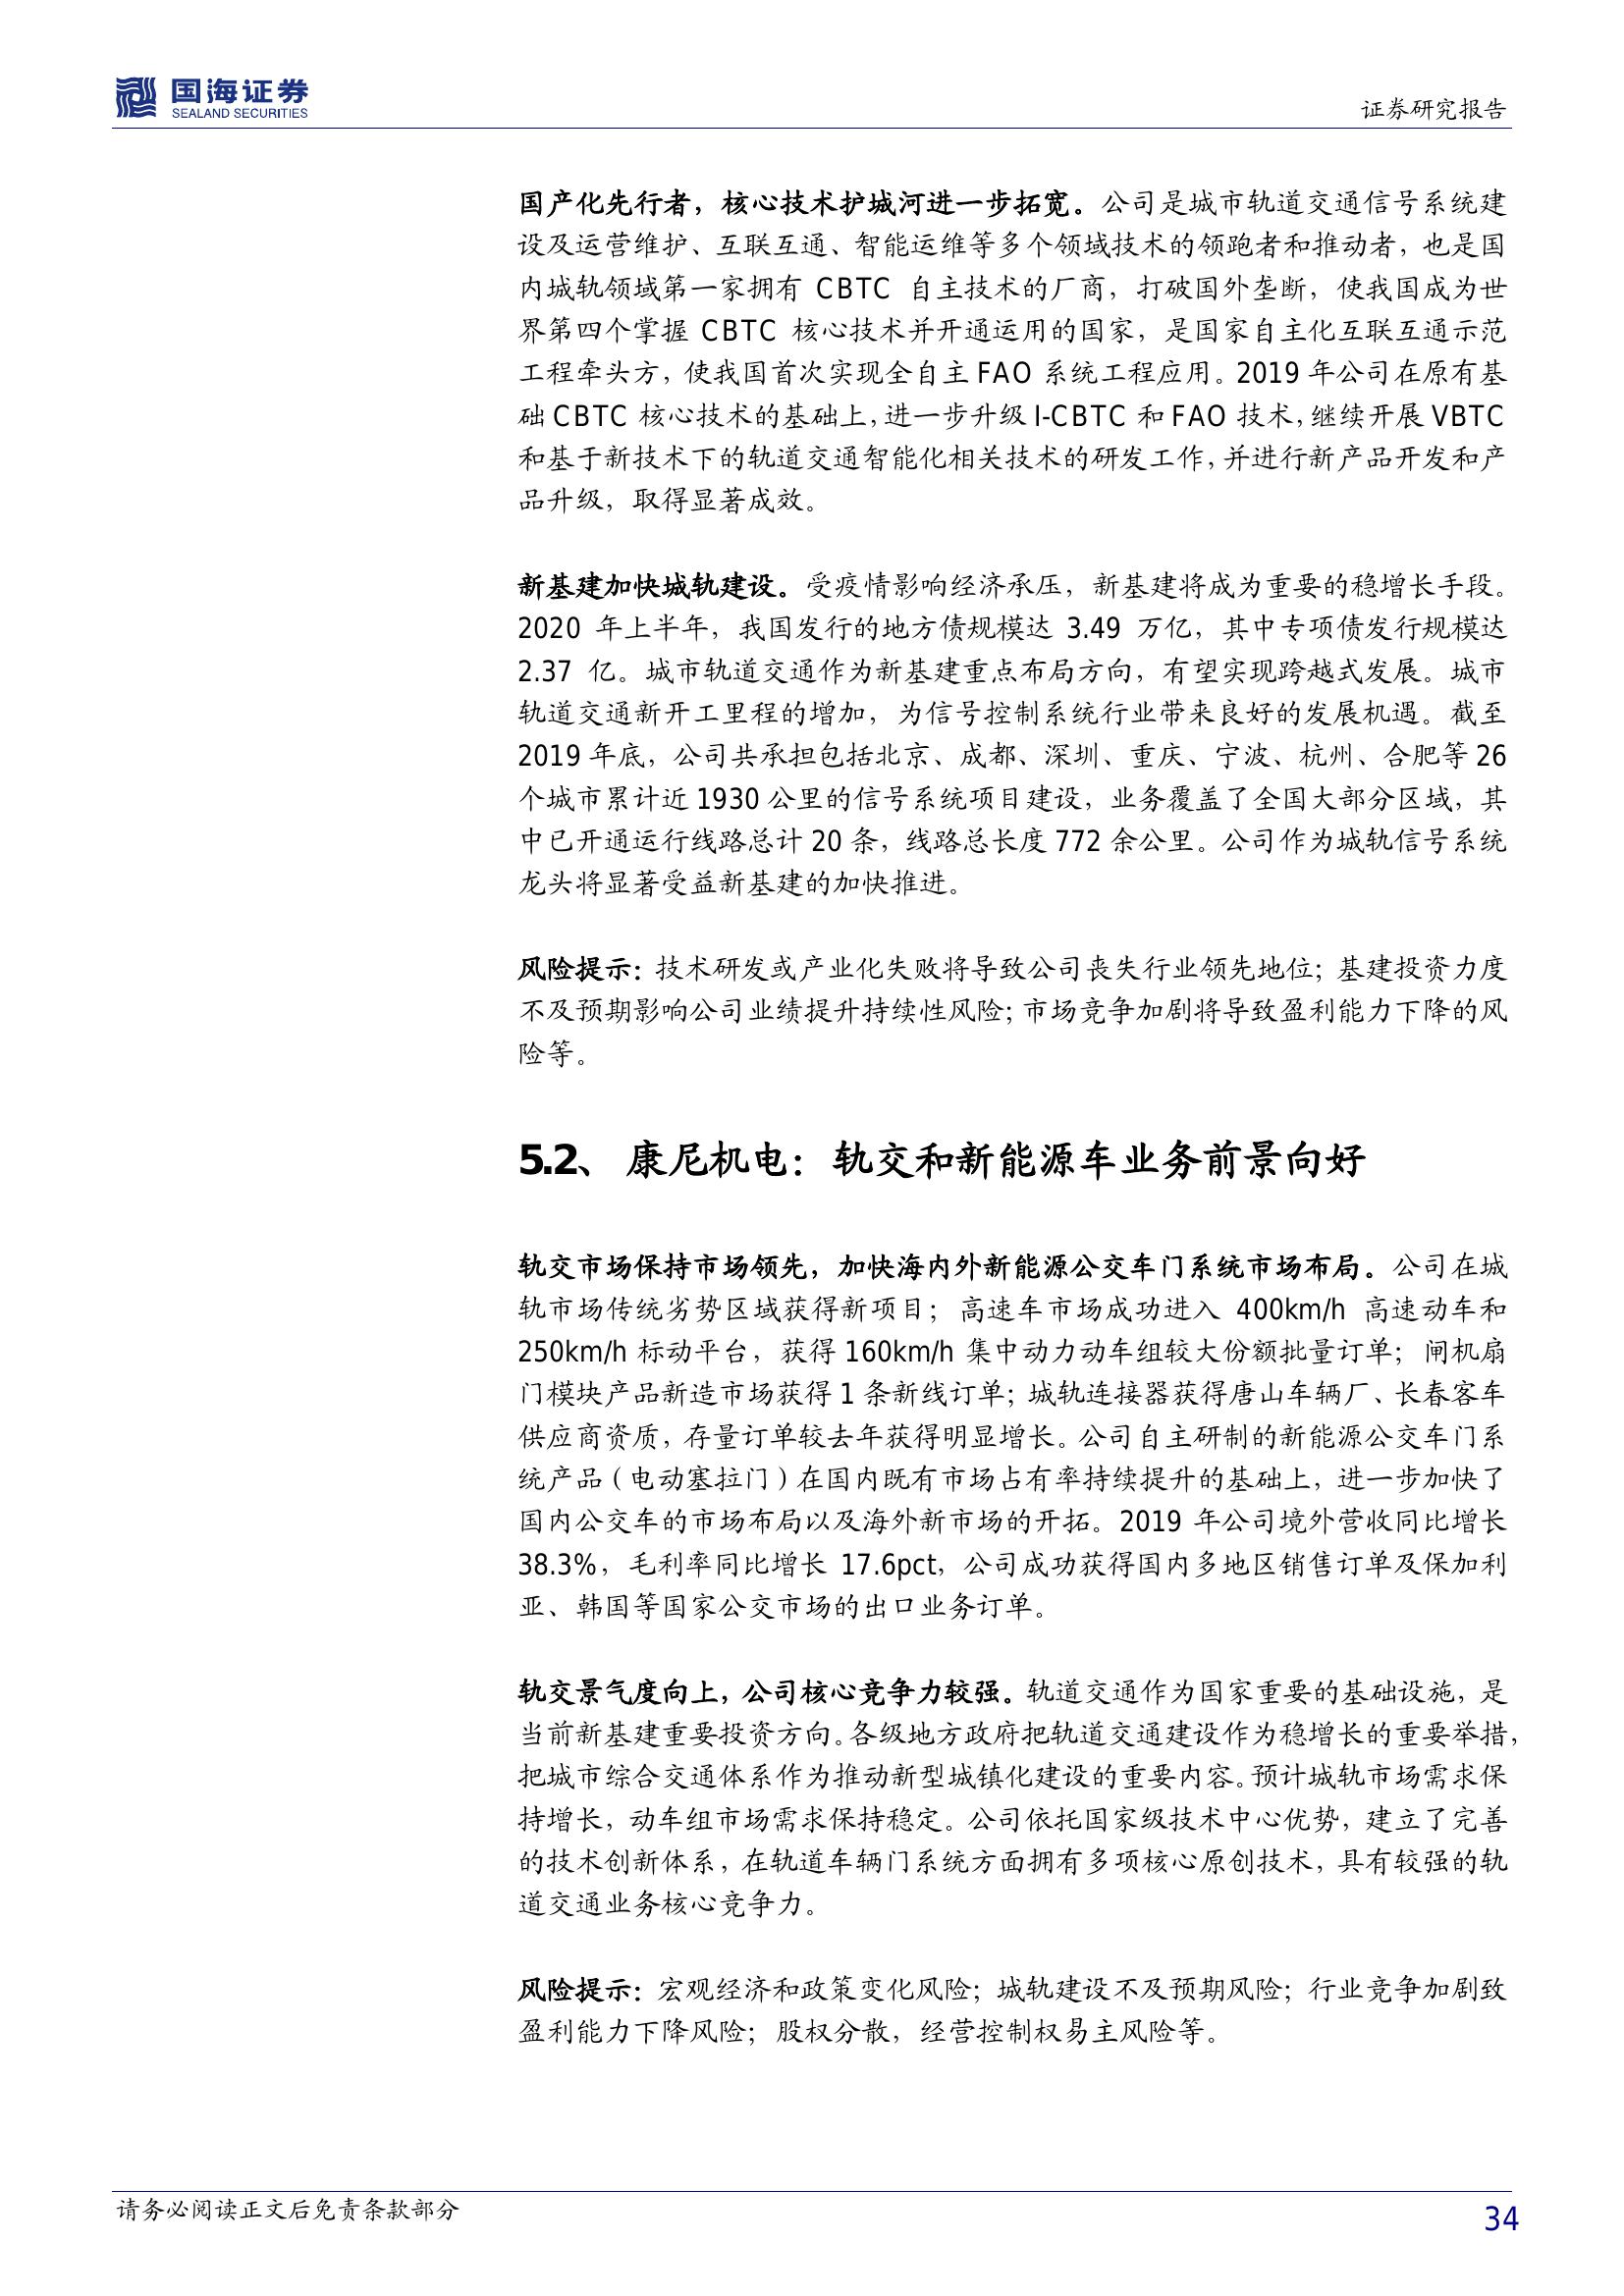 国海证券
SEALAND SECURITIES
证券研究报告
国产化先行者，核心技术护城河进一步拓宽。公司是城市轨道交通信号系统建
设及运营维护、互联互通、智能运维等多个领域技术的领跑者和推动者，也是国
内城轨领域第一家拥有 CBTC 自主技术的厂商，打破国外垄断，使我国成为世
界第四个掌握 CBTC 核心技术并开通运用的国家，是国家自主化互联互通示范
工程牵头方，使我国首次实现全自主 FAO 系统工程应用。2019 年公司在原有基
础 CBTC 核心技术的基础上，进一步升级 I-CBTC 和 FAO 技术，继续开展 VBTC
和基于新技术下的轨道交通智能化相关技术的研发工作，并进行新产品开发和产
品升级，取得显著成效。
新基建加快城轨建设。受疫情影响经济承压，新基建将成为重要的稳增长手段。
2020 年上半年，我国发行的地方债规模达 3.49 万亿，其中专项债发行规模达
2.37 亿。城市轨道交通作为新基建重点布局方向，有望实现跨越式发展。城市
轨道交通新开工里程的增加，为信号控制系统行业带来良好的发展机遇。截至
2019 年底，公司共承担包括北京、成都、深圳、重庆、宁波、杭州、合肥等 26
个城市累计近 1930 公里的信号系统项目建设，业务覆盖了全国大部分区域，其
中已开通运行线路总计 20 条，线路总长度 772 余公里。公司作为城轨信号系统
龙头将显著受益新基建的加快推进。
风险提示：技术研发或产业化失败将导致公司丧失行业领先地位；基建投资力度
不及预期影响公司业绩提升持续性风险；市场竞争加剧将导致盈利能力下降的风
险等。
5.2、 康尼机电：轨交和新能源车业务前景向好
轨交市场保持市场领先，加快海内外新能源公交车门系统市场布局。公司在城
轨市场传统劣势区域获得新项目；高速车市场成功进入 400km/h 高速动车和
250km/h 标动平台，获得 160km/h 集中动力动车组较大份额批量订单；闸机扇
门模块产品新造市场获得 1 条新线订单；城轨连接器获得唐山车辆厂、长春客车
供应商资质，存量订单较去年获得明显增长。公司自主研制的新能源公交车门系
统产品（电动塞拉门）在国内既有市场占有率持续提升的基础上，进一步加快了
国内公交车的市场布局以及海外新市场的开拓。2019 年公司境外营收同比增长
38.3%，毛利率同比增长 17.6pct，公司成功获得国内多地区销售订单及保加利
亚、韩国等国家公交市场的出口业务订单。
轨交景气度向上，公司核心竞争力较强。轨道交通作为国家重要的基础设施，是
当前新基建重要投资方向。各级地方政府把轨道交通建设作为稳增长的重要举措，
把城市综合交通体系作为推动新型城镇化建设的重要内容。预计城轨市场需求保
持增长，动车组市场需求保持稳定。公司依托国家级技术中心优势，建立了完善
的技术创新体系，在轨道车辆门系统方面拥有多项核心原创技术，具有较强的轨
道交通业务核心竞争力。
风险提示：宏观经济和政策变化风险；城轨建设不及预期风险；行业竞争加剧致
盈利能力下降风险；股权分散，经营控制权易主风险等。
请务必阅读正文后免责条款部分
34